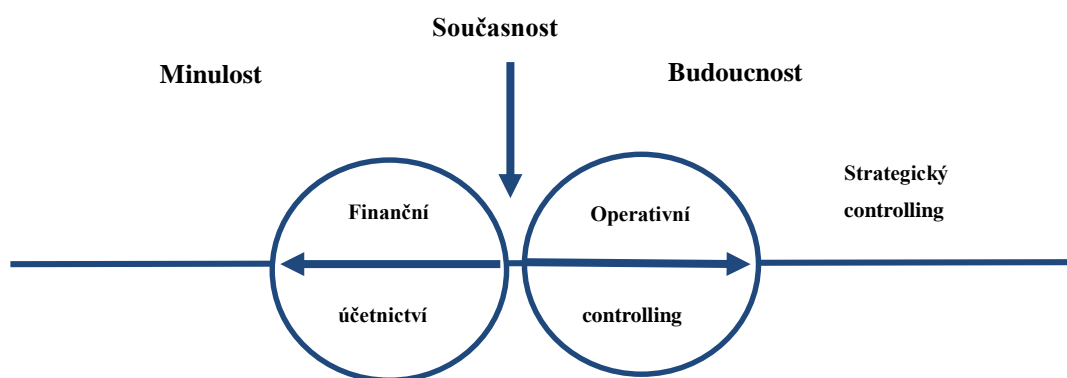 Současnost
Minulost
Budoucnost
Strategický
controlling
Finanční
účetnictví
Operativní
controlling